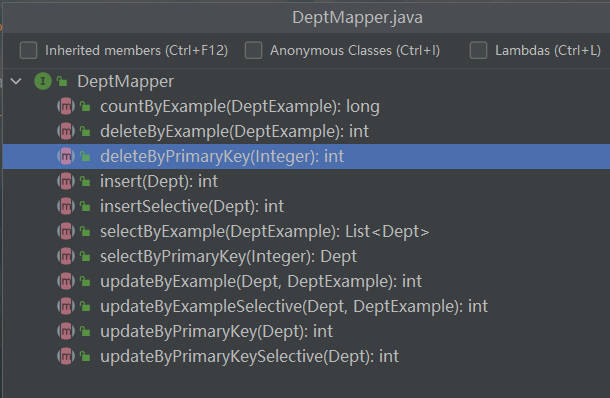 DeptMapper.java
Inherited members (Ctrl+F12) Anonymous Classes (Ctrl+I) Lambdas (Ctrl+L)
I DeptMapper
m countByExample(DeptExample): long
m deleteByExample(DeptExample): int
m deleteByPrimaryKey(Integer): int
m insert(Dept): int
m insertSelective(Dept): int
m selectByExample(DeptExample): List<Dept>
m selectByPrimaryKey(Integer): Dept
m updateByExample(Dept, DeptExample): int
m updateByExampleSelective(Dept, DeptExample): int
m updateByPrimaryKey(Dept): int
m updateByPrimaryKeySelective(Dept): int